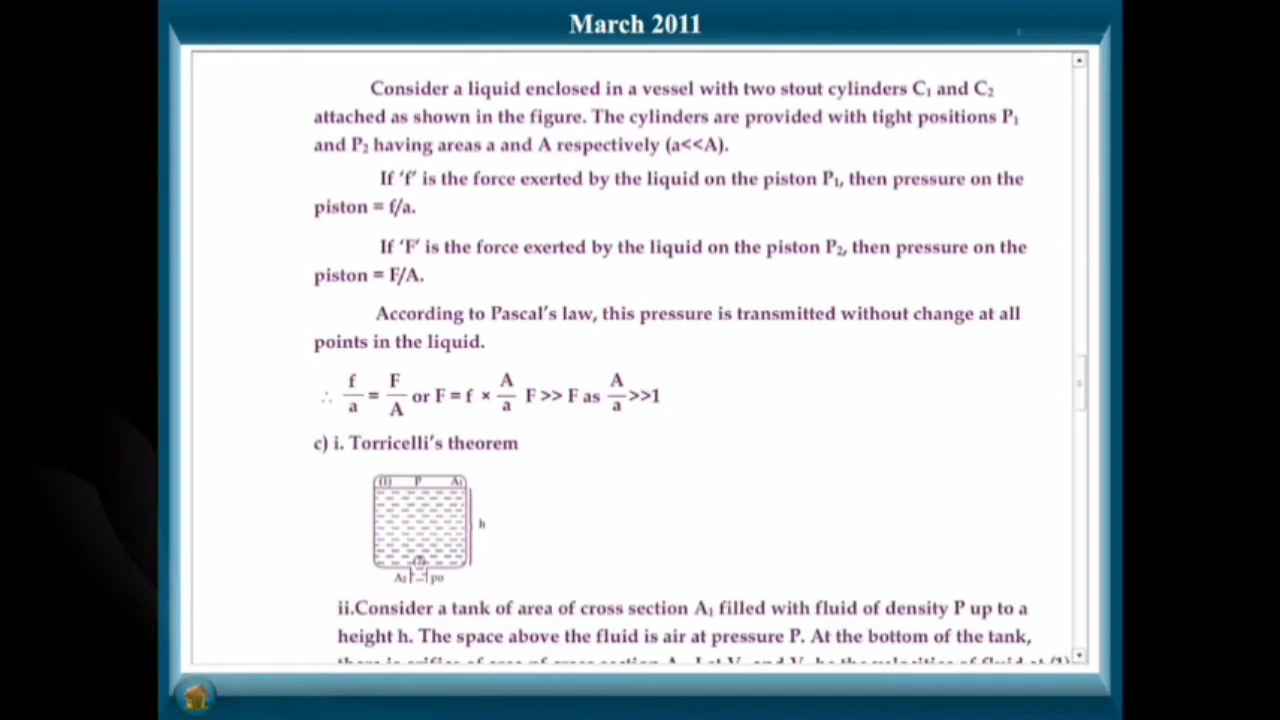 March 2011
Consider a liquid enclosed in a vessel with two stout cylinders C₁ and C₂
attached as shown in the figure. The cylinders are provided with tight positions P₁
and P₂ having areas a and A respectively (a<<A).
If ‘f’ is the force exerted by the liquid on the piston P₁, then pressure on the
piston = f/a.
If ‘F’ is the force exerted by the liquid on the piston P₂, then pressure on the
piston = F/A.
According to Pascal’s law, this pressure is transmitted without change at all
points in the liquid.
∴ f/a = F/A or F = f × A/a F >> F as A/a >>1
c) i. Torricelli’s theorem
(1) P A₁
h
A₂ po
ii.Consider a tank of area of cross section A₁ filled with fluid of density P up to a
height h. The space above the fluid is air at pressure P. At the bottom of the tank,